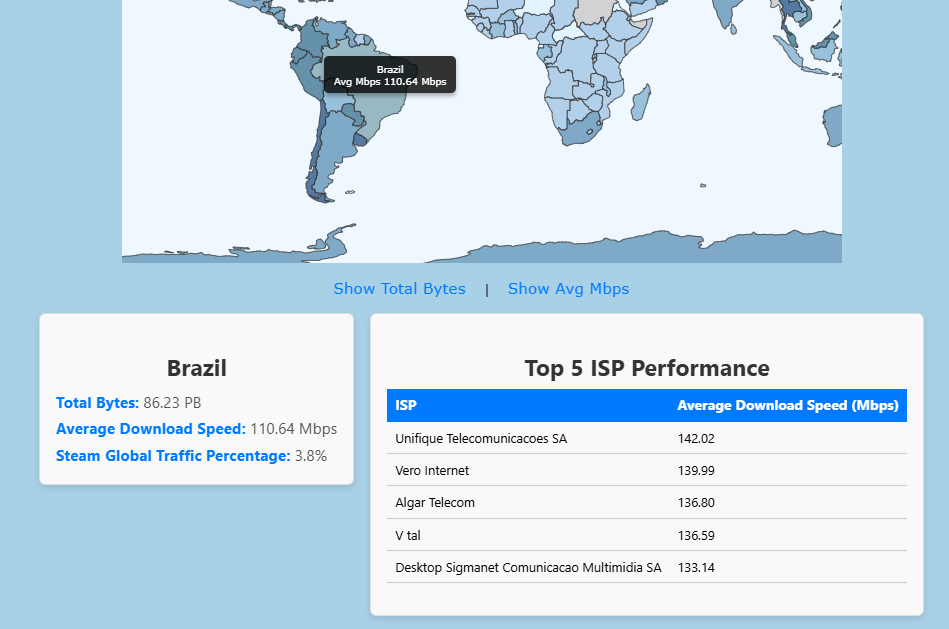 Brazil
Avg Mbps 110.64 Mbps
Show Total Bytes | Show Avg Mbps
Brazil
Total Bytes: 86.23 PB
Average Download Speed: 110.64 Mbps
Steam Global Traffic Percentage: 3.8%
Top 5 ISP Performance
ISP Average Download Speed (Mbps)
Unifique Telecomunicacoes SA 142.02
Vero Internet 139.99
Algar Telecom 136.80
V tal 136.59
Desktop Sigmanet Comunicacao Multimidia SA 133.14